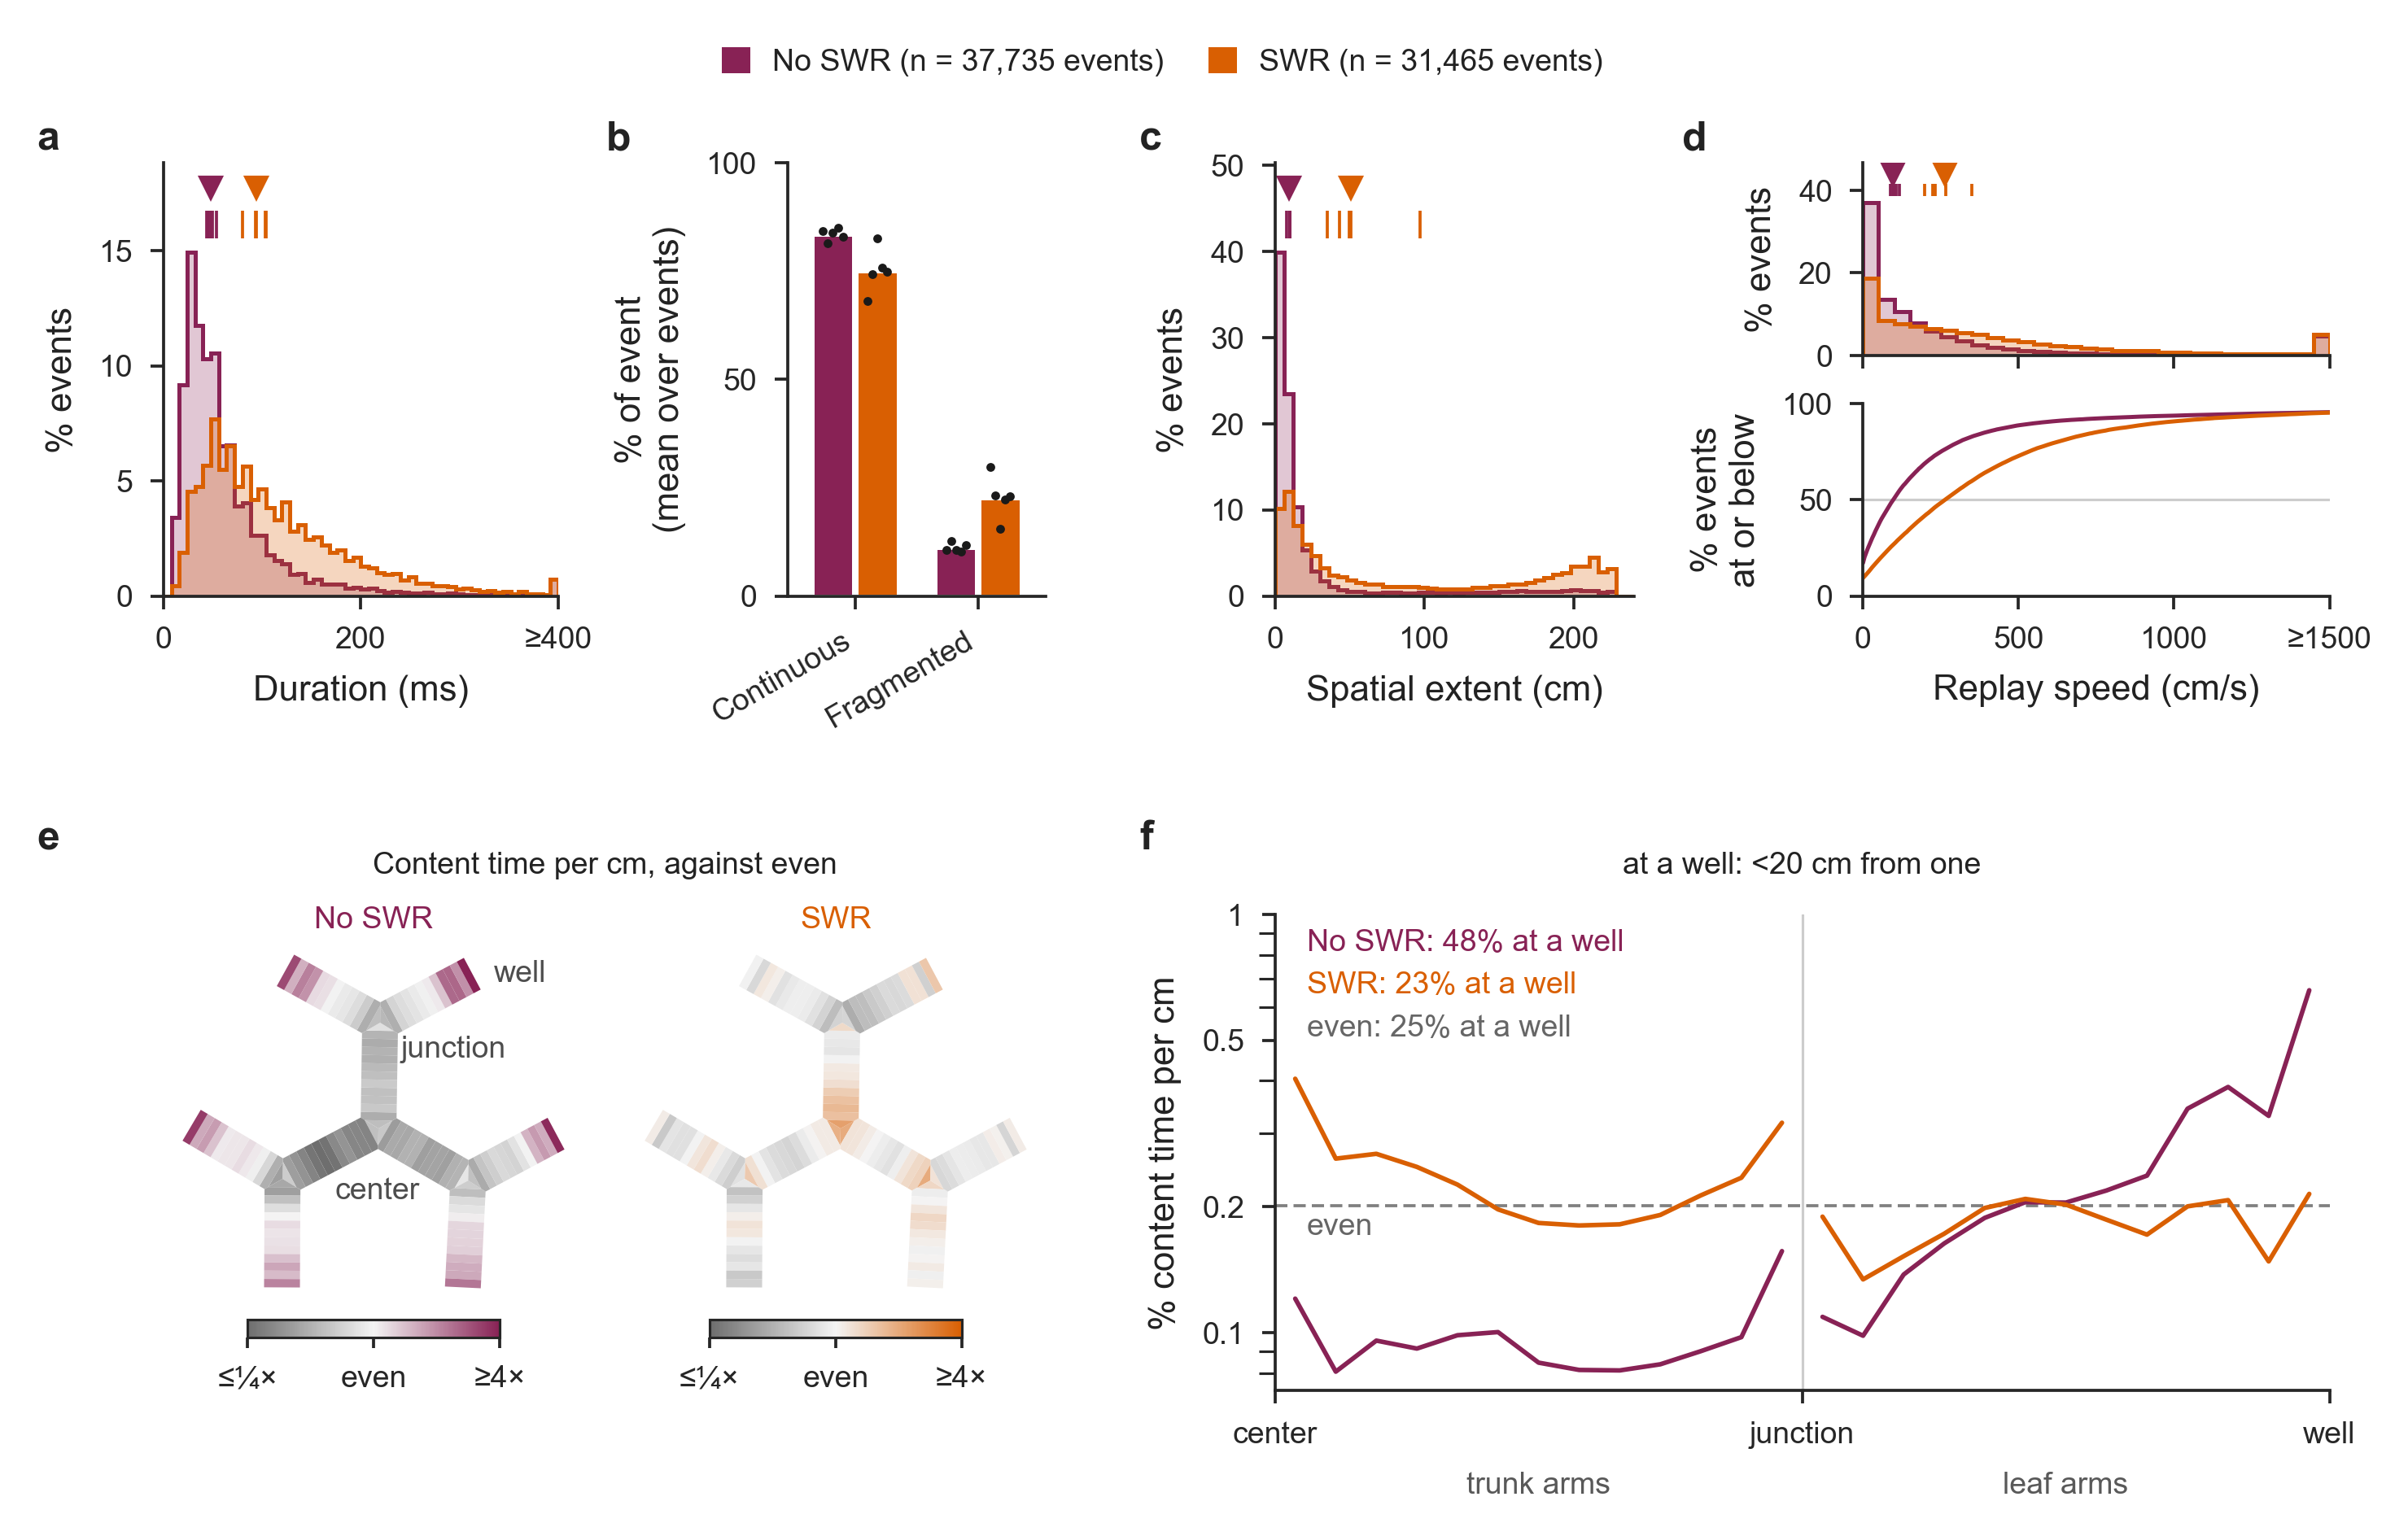 No SWR (n = 37,735 events)
SWR (n = 31,465 events)
a
% events
15
10
5
0
0
200
≥400
Duration (ms)
b
% of event
(mean over events)
100
50
0
Continuous
Fragmented
c
% events
50
40
30
20
10
0
0
100
200
Spatial extent (cm)
d
% events
40
20
0
% events
at or below
100
50
0
0
500
1000
≥1500
Replay speed (cm/s)
e
Content time per cm, against even
No SWR
SWR
well
junction
center
≤¼×
even
≥4×
≤¼×
even
≥4×
f
at a well: <20 cm from one
% content time per cm
1
0.5
0.2
0.1
No SWR: 48% at a well
SWR: 23% at a well
even: 25% at a well
even
center
junction
well
trunk arms
leaf arms